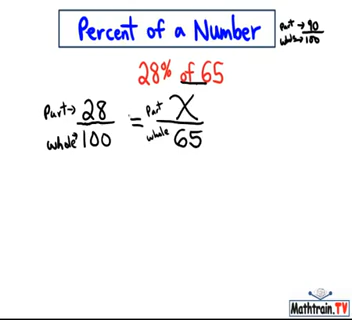 Percent of a Number
Part → 90
whole → 100
28% of 65
Part → 28 = Part X
whole → 100 whole 65
Mathtrain.TV